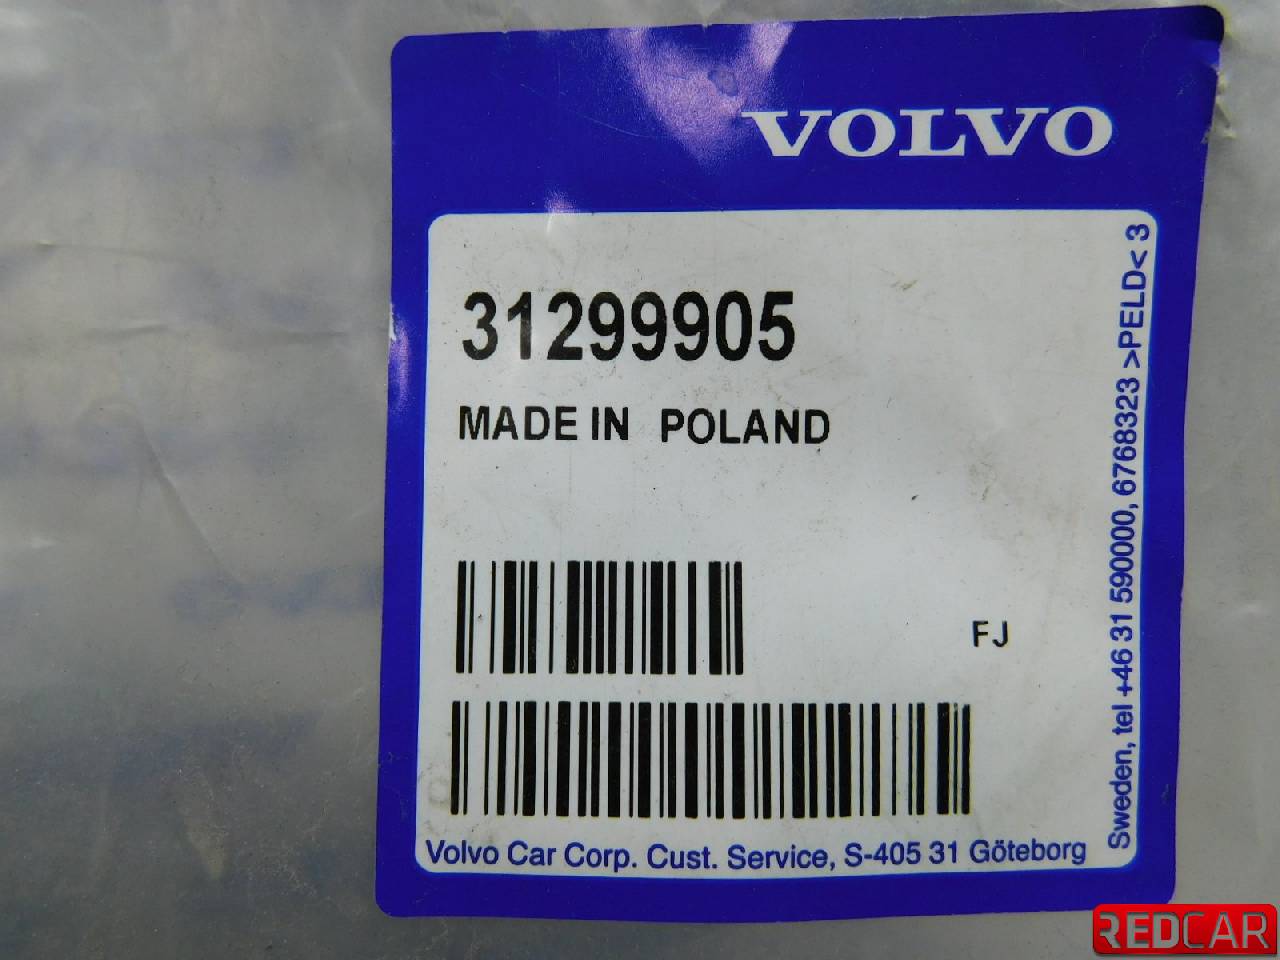 VOLVO
31299905
MADE IN POLAND
FJ
Volvo Car Corp. Cust. Service, S-405 31 Göteborg
Sweden, tel +46 31 590000, 6768323 >PELD< 3
REDCAR